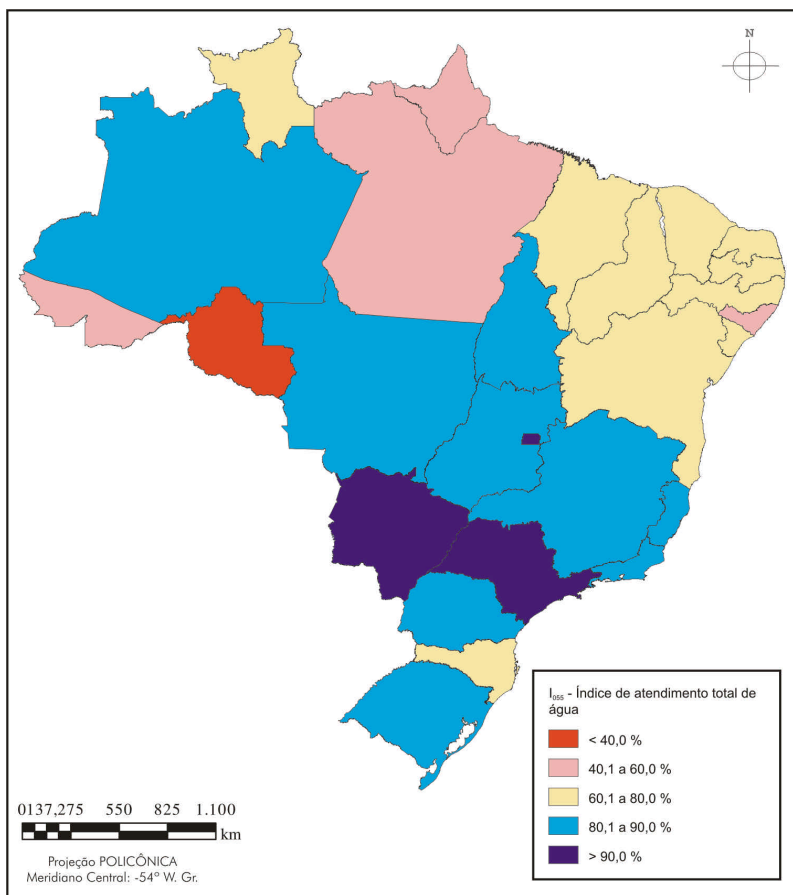 N
I₀₅₅ - Índice de atendimento total de
água
< 40,0 %
40,1 a 60,0 %
60,1 a 80,0 %
80,1 a 90,0 %
> 90,0 %
0137,275 550 825 1.100
km
Projeção POLICÔNICA
Meridiano Central: -54º W. Gr.